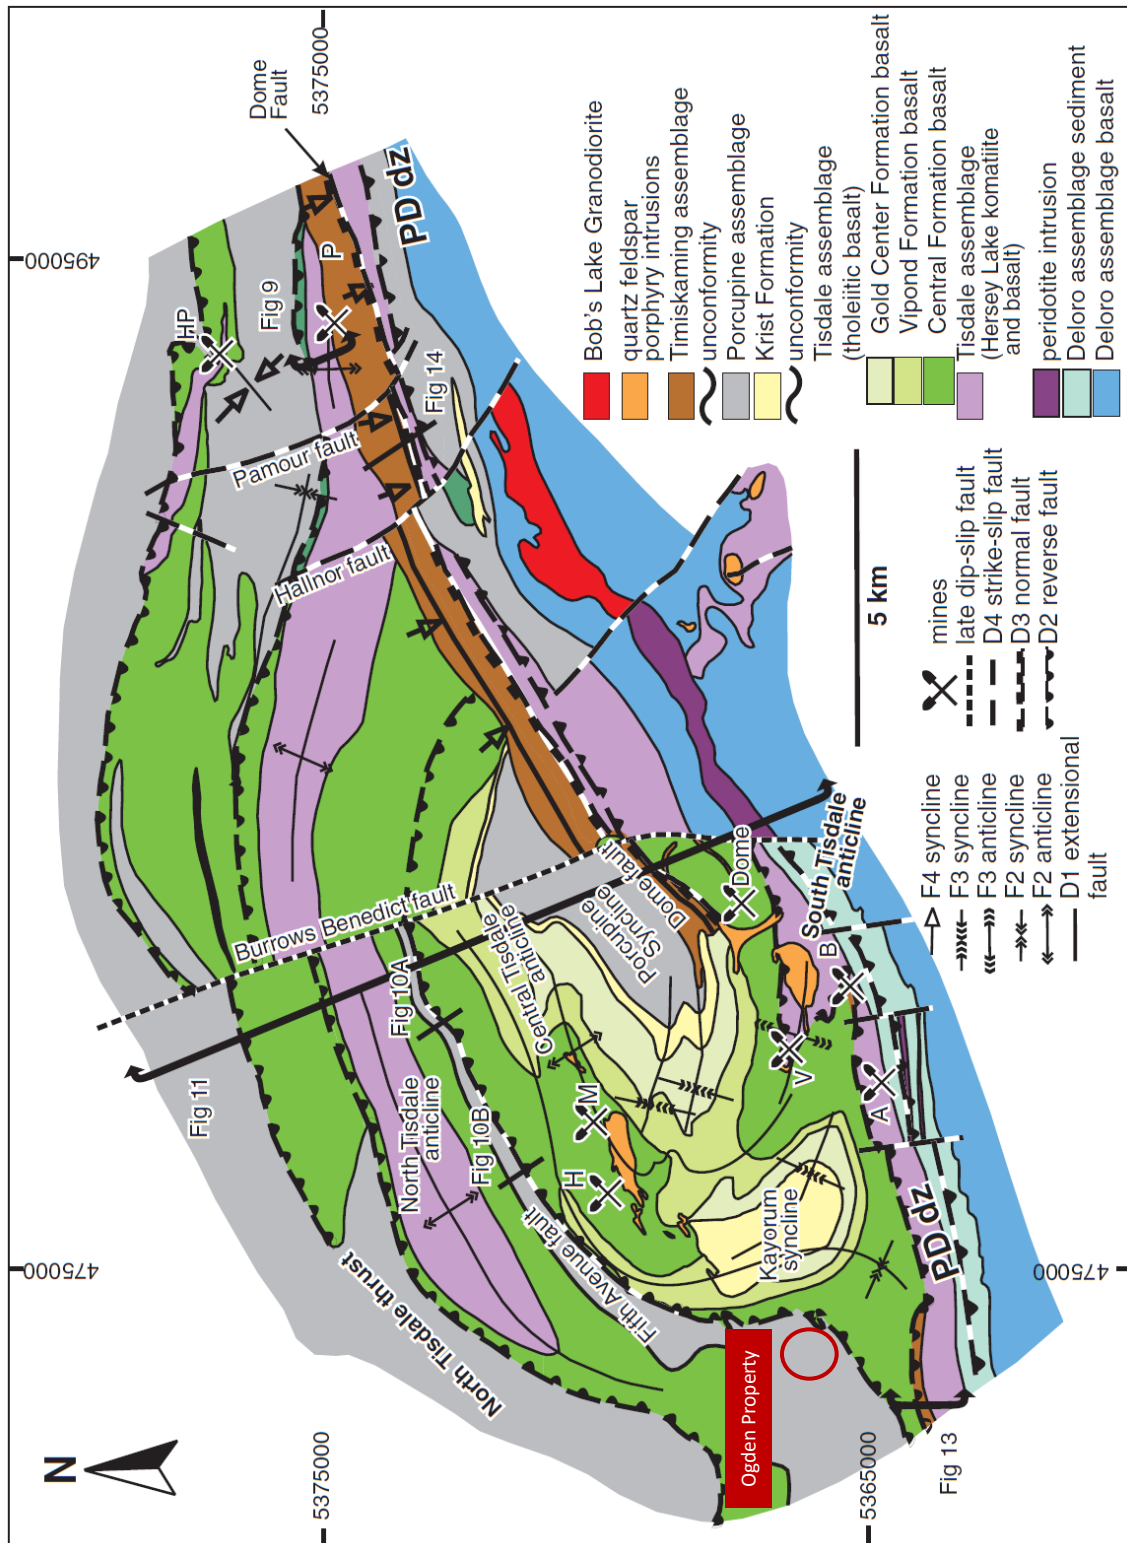 N
495000
475000
475000
5375000
5375000
5365000
Dome
Fault
HP
Fig 9
P
PD dz
Fig 14
Pamour fault
Hallnor fault
Burrows Benedict fault
Fig 11
Fig 10A
Fig 10B
North Tisdale
anticline
North Tisdale thrust
Fifth Avenue fault
Central Tisdale
anticline
Porcupine
Syncline
Dome fault
Dome
South Tisdale
anticline
H
M
V
B
A
Kayorum
syncline
PD dz
Ogden Property
Fig 13
5 km
Bob's Lake Granodiorite
quartz feldspar
porphyry intrusions
Timiskaming assemblage
unconformity
Porcupine assemblage
Krist Formation
unconformity
Tisdale assemblage
(tholeiitic basalt)
Gold Center Formation basalt
Vipond Formation basalt
Central Formation basalt
Tisdale assemblage
(Hersey Lake komatiite
and basalt)
peridotite intrusion
Deloro assemblage sediment
Deloro assemblage basalt
F4 syncline
F3 syncline
F3 anticline
F2 syncline
F2 anticline
D1 extensional
fault
mines
late dip-slip fault
D4 strike-slip fault
D3 normal fault
D2 reverse fault